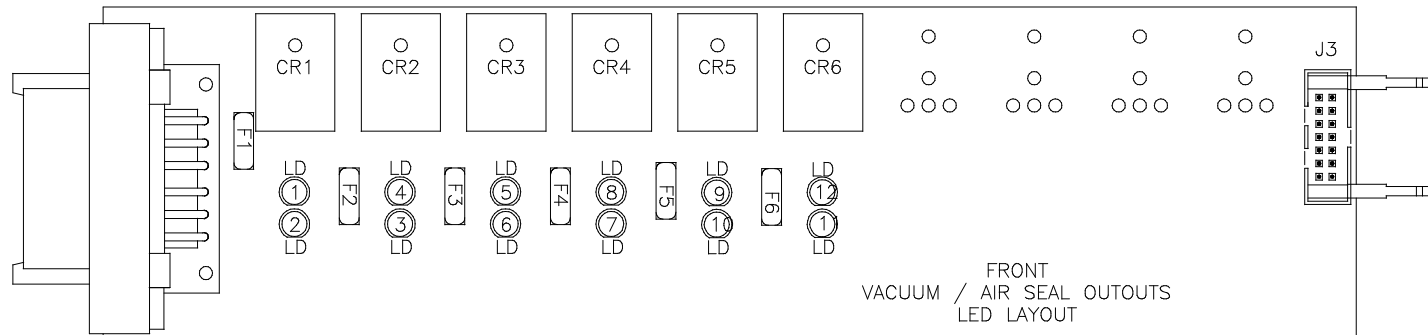 CR1 CR2 CR3 CR4 CR5 CR6
J3
F1
LD LD LD LD LD LD
1 4 5 8 9 12
F2 F3 F4 F5 F6
2 3 6 7 10 11
LD LD LD LD LD LD
FRONT
VACUUM / AIR SEAL OUTOUTS
LED LAYOUT